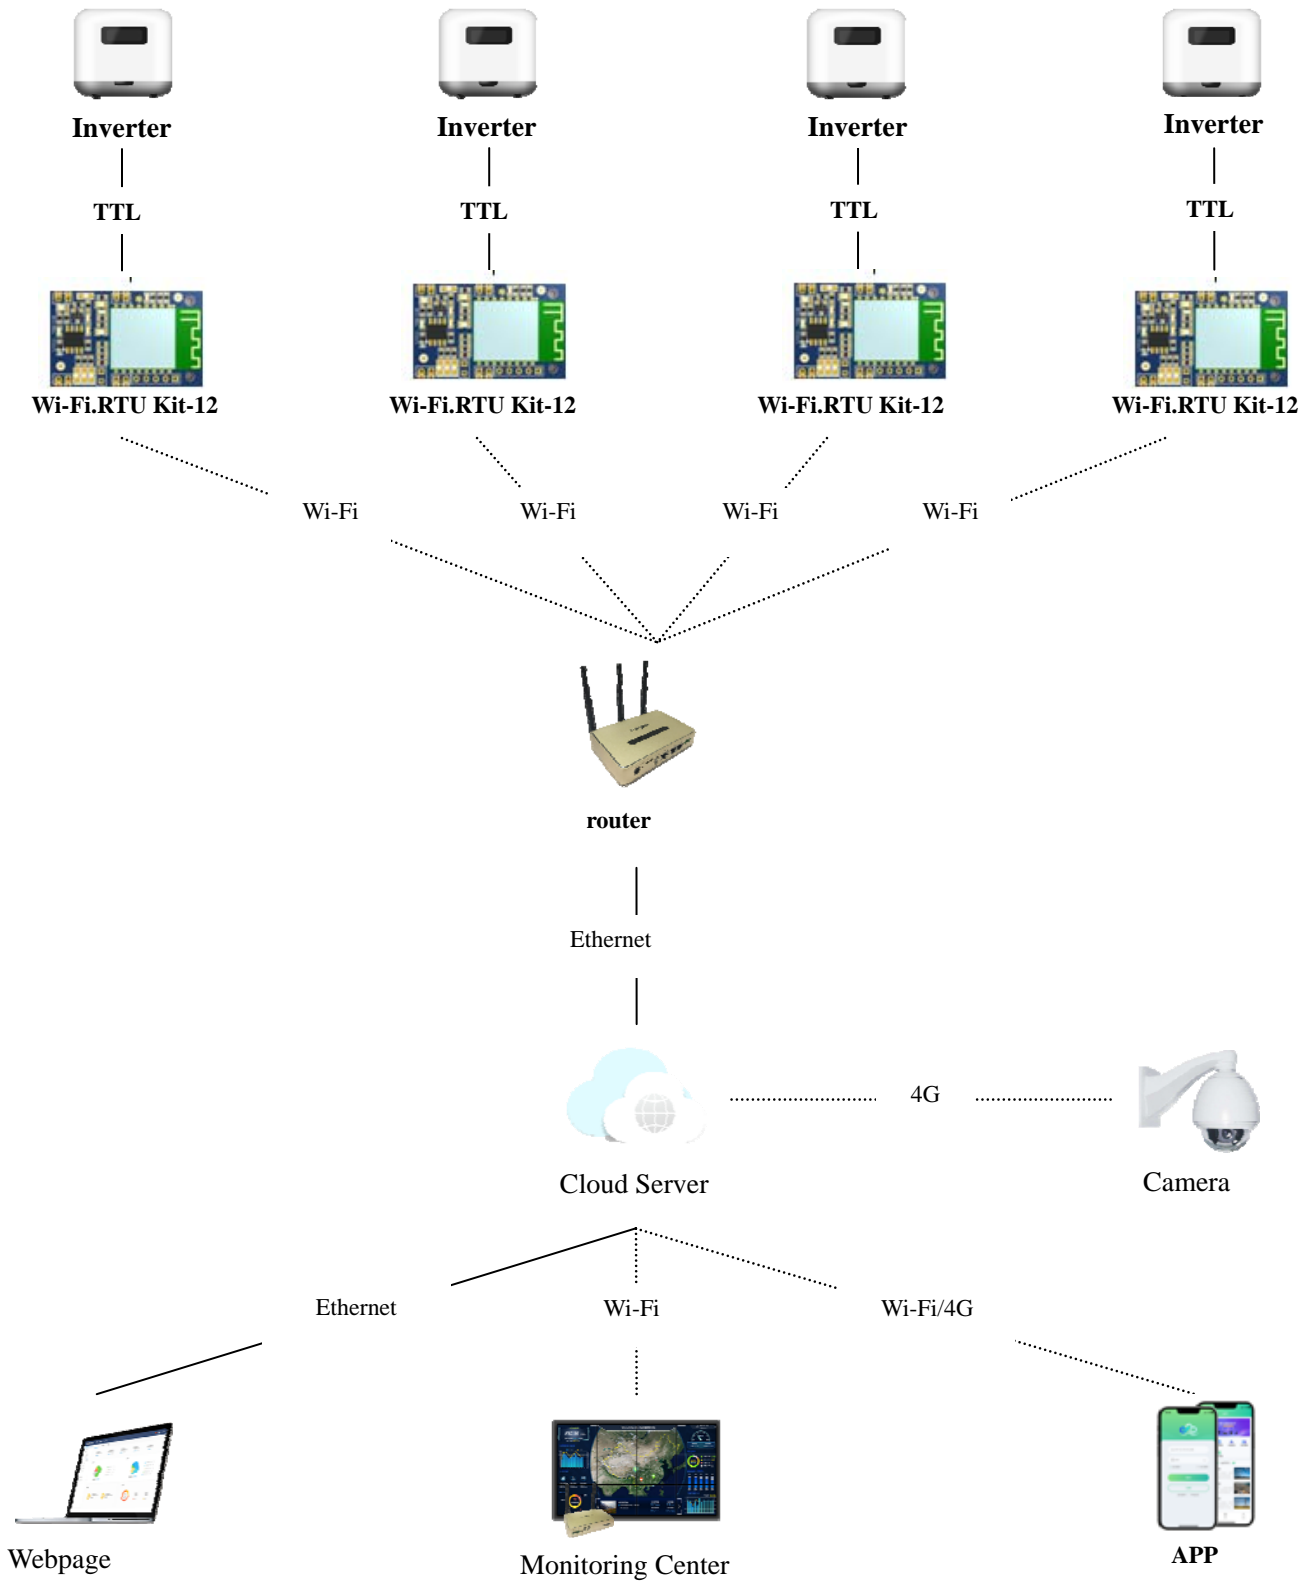 Inverter
Inverter
Inverter
Inverter
TTL
TTL
TTL
TTL
Wi-Fi.RTU Kit-12
Wi-Fi.RTU Kit-12
Wi-Fi.RTU Kit-12
Wi-Fi.RTU Kit-12
Wi-Fi
Wi-Fi
Wi-Fi
Wi-Fi
router
Ethernet
4G
Cloud Server
Camera
Ethernet
Wi-Fi
Wi-Fi/4G
Webpage
Monitoring Center
APP